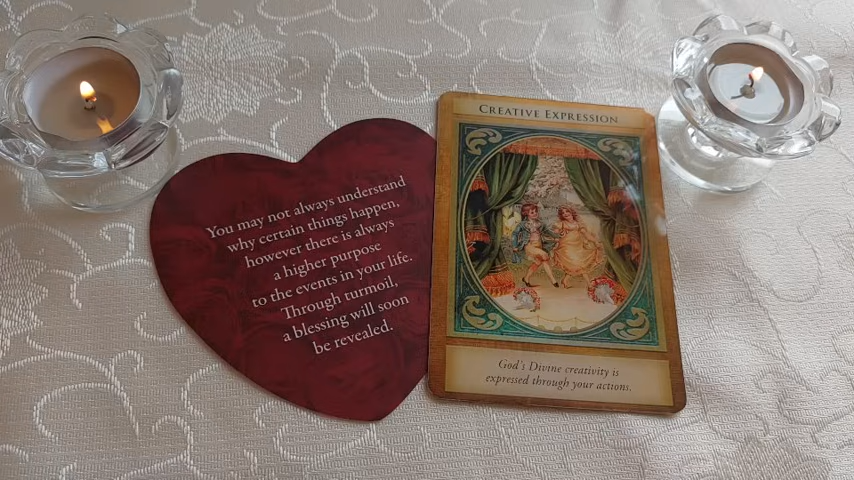 You may not always understand
why certain things happen,
however there is always
a higher purpose
to the events in your life.
Through turmoil,
a blessing will soon
be revealed.
CREATIVE EXPRESSION
God's Divine creativity is
expressed through your actions.